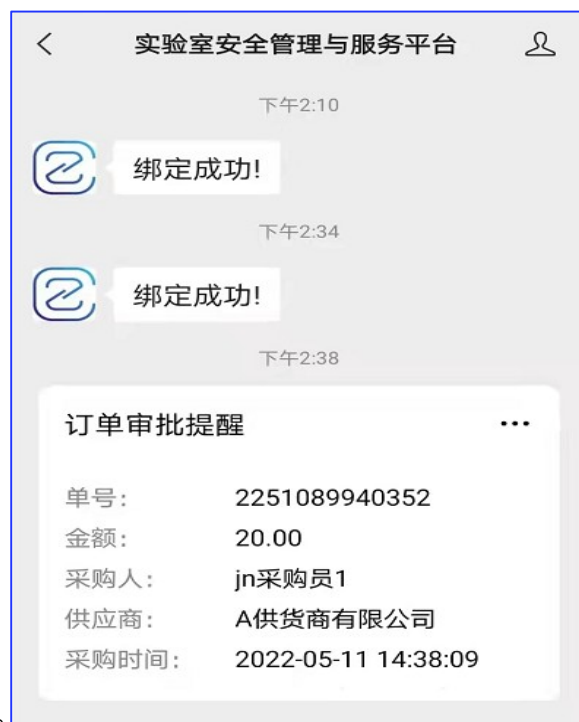 实验室安全管理与服务平台
下午2:10
绑定成功!
下午2:34
绑定成功!
下午2:38
订单审批提醒
单号: 2251089940352
金额: 20.00
采购人: jn采购员1
供应商: A供货商有限公司
采购时间: 2022-05-11 14:38:09